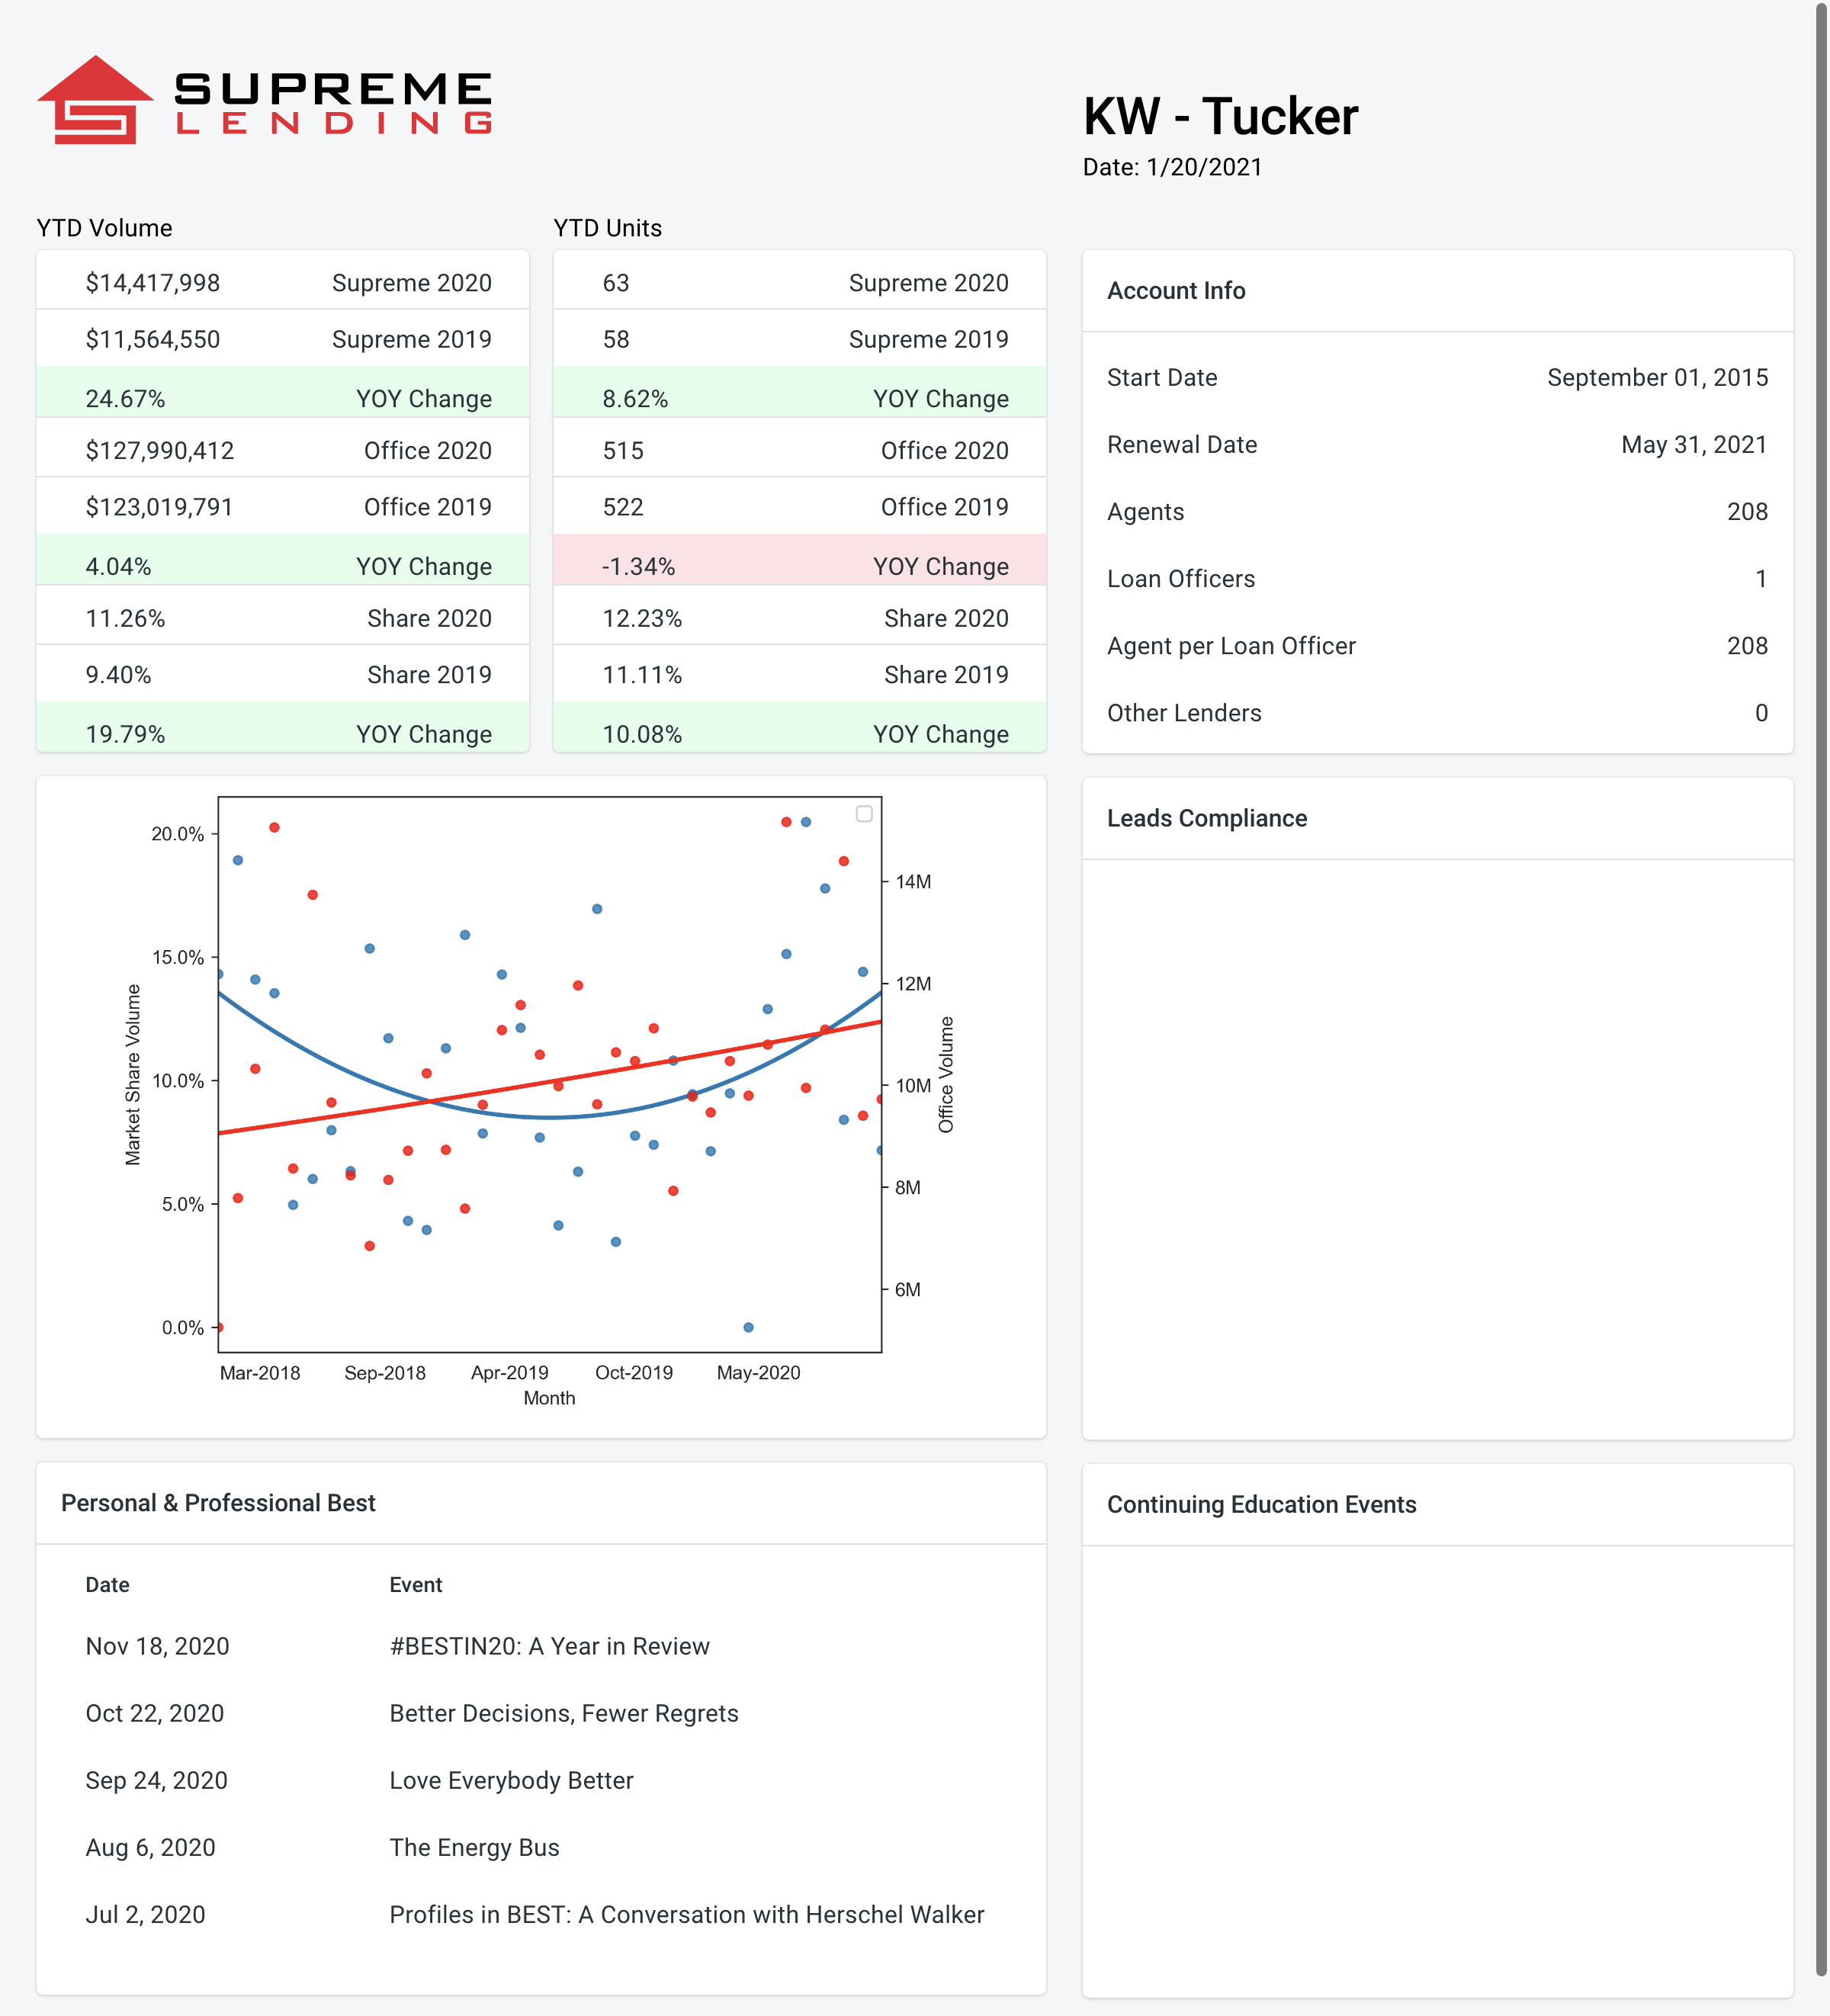 SUPREME
LENDING
KW - Tucker
Date: 1/20/2021
YTD Volume
$14,417,998 Supreme 2020
$11,564,550 Supreme 2019
24.67% YOY Change
$127,990,412 Office 2020
$123,019,791 Office 2019
4.04% YOY Change
11.26% Share 2020
9.40% Share 2019
19.79% YOY Change
YTD Units
63 Supreme 2020
58 Supreme 2019
8.62% YOY Change
515 Office 2020
522 Office 2019
-1.34% YOY Change
12.23% Share 2020
11.11% Share 2019
10.08% YOY Change
Account Info
Start Date September 01, 2015
Renewal Date May 31, 2021
Agents 208
Loan Officers 1
Agent per Loan Officer 208
Other Lenders 0
Market Share Volume
20.0%
15.0%
10.0%
5.0%
0.0%
14M
12M
10M
8M
6M
Office Volume
Mar-2018 Sep-2018 Apr-2019 Oct-2019 May-2020
Month
Leads Compliance
Personal & Professional Best
Date Event
Nov 18, 2020 #BESTIN20: A Year in Review
Oct 22, 2020 Better Decisions, Fewer Regrets
Sep 24, 2020 Love Everybody Better
Aug 6, 2020 The Energy Bus
Jul 2, 2020 Profiles in BEST: A Conversation with Herschel Walker
Continuing Education Events